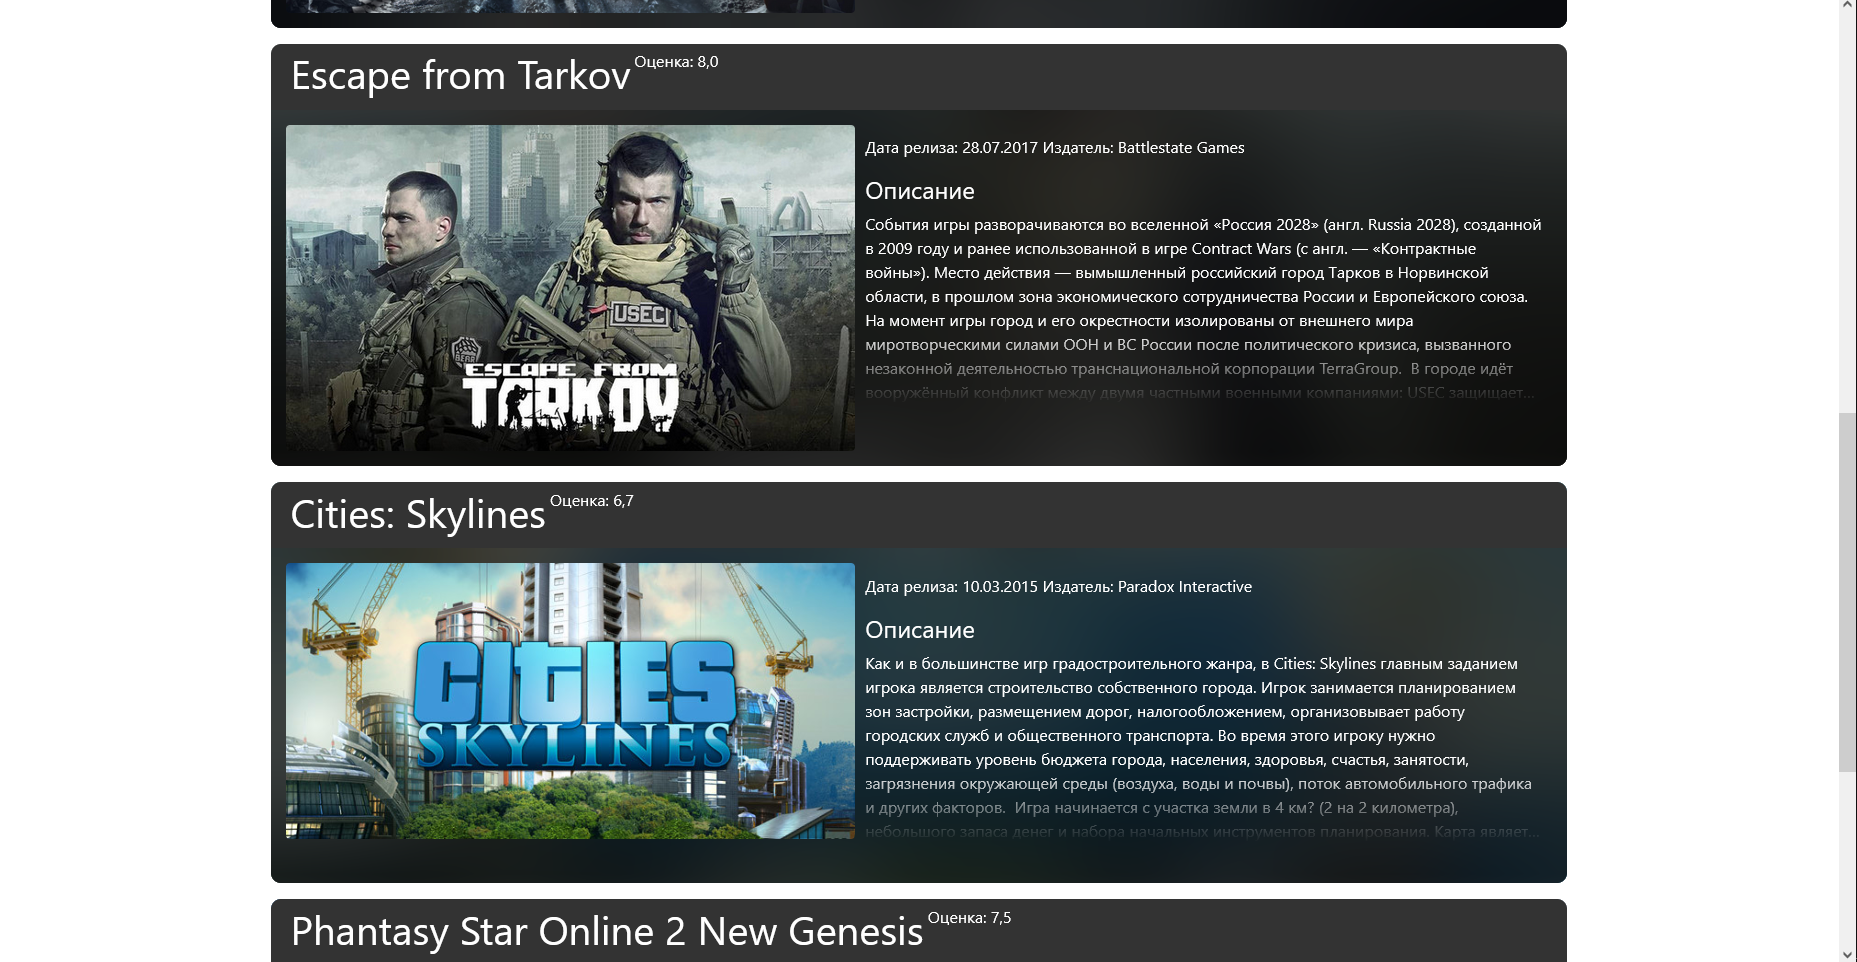 Escape from Tarkov Оценка: 8,0
USEC
BEAR
ESCAPE FROM
TARKOV
Дата релиза: 28.07.2017 Издатель: Battlestate Games
Описание
События игры разворачиваются во вселенной «Россия 2028» (англ. Russia 2028), созданной
в 2009 году и ранее использованной в игре Contract Wars (с англ. — «Контрактные
войны»). Место действия — вымышленный российский город Тарков в Норвинской
области, в прошлом зона экономического сотрудничества России и Европейского союза.
На момент игры город и его окрестности изолированы от внешнего мира
миротворческими силами ООН и ВС России после политического кризиса, вызванного
незаконной деятельностью транснациональной корпорации TerraGroup.  В городе идёт
вооружённый конфликт между двумя частными военными компаниями: USEC защищает...
Cities: Skylines Оценка: 6,7
CITIES
SKYLINES
Дата релиза: 10.03.2015 Издатель: Paradox Interactive
Описание
Как и в большинстве игр градостроительного жанра, в Cities: Skylines главным заданием
игрока является строительство собственного города. Игрок занимается планированием
зон застройки, размещением дорог, налогообложением, организовывает работу
городских служб и общественного транспорта. Во время этого игроку нужно
поддерживать уровень бюджета города, населения, здоровья, счастья, занятости,
загрязнения окружающей среды (воздуха, воды и почвы), поток автомобильного трафика
и других факторов.  Игра начинается с участка земли в 4 км? (2 на 2 километра),
небольшого запаса денег и набора начальных инструментов планирования. Карта являет...
Phantasy Star Online 2 New Genesis Оценка: 7,5